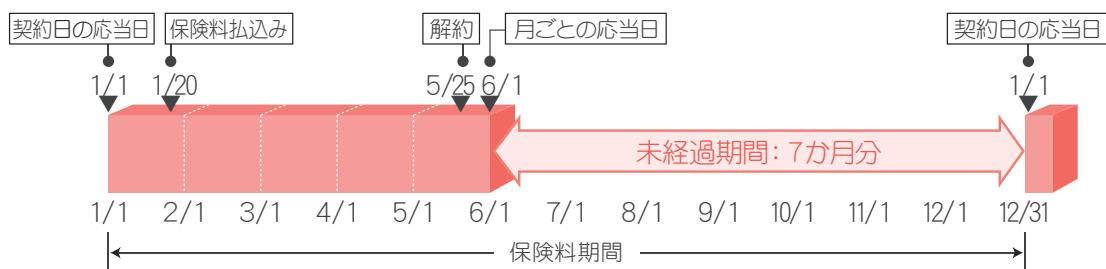 契約日の応当日 保険料払込み 解約 月ごとの応当日 契約日の応当日
1/1 1/20 5/25 6/1 1/1
未経過期間：7か月分
1/1 2/1 3/1 4/1 5/1 6/1 7/1 8/1 9/1 10/1 11/1 12/1 12/31
保険料期間